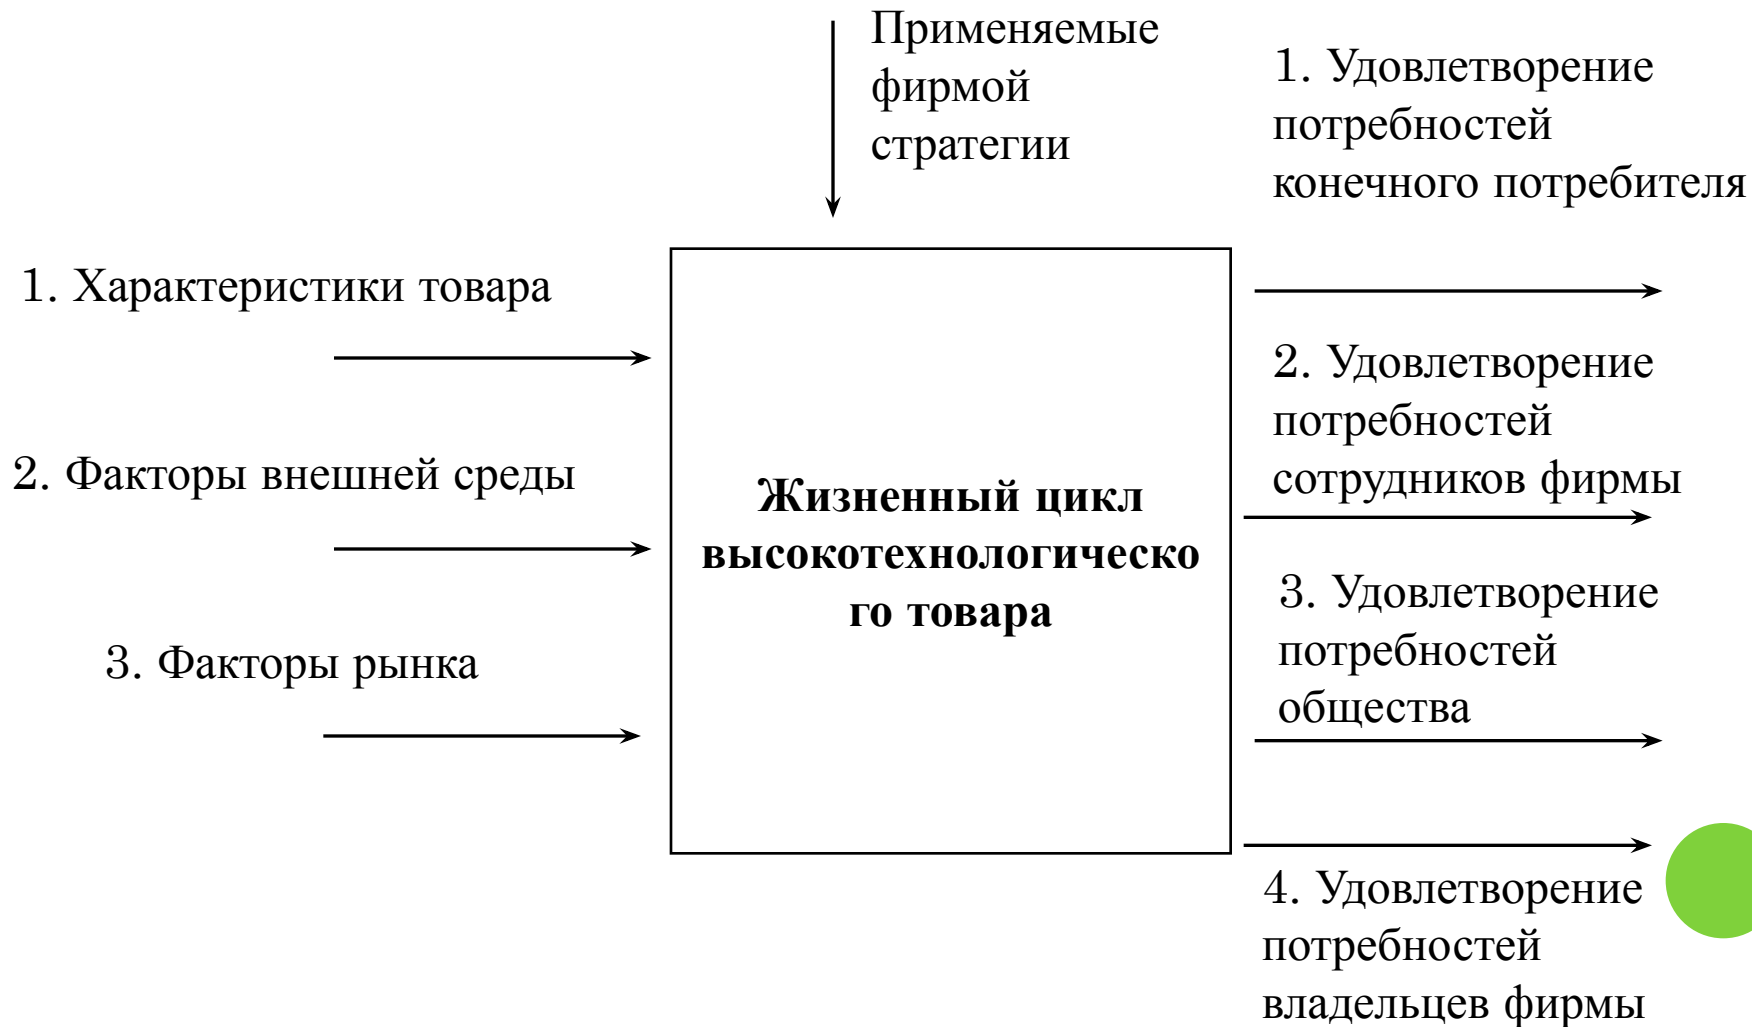 Применяемые
фирмой
стратегии
1. Удовлетворение
потребностей
конечного потребителя
1. Характеристики товара
2. Факторы внешней среды
3. Факторы рынка
Жизненный цикл
высокотехнологическо
го товара
2. Удовлетворение
потребностей
сотрудников фирмы
3. Удовлетворение
потребностей
общества
4. Удовлетворение
потребностей
владельцев фирмы